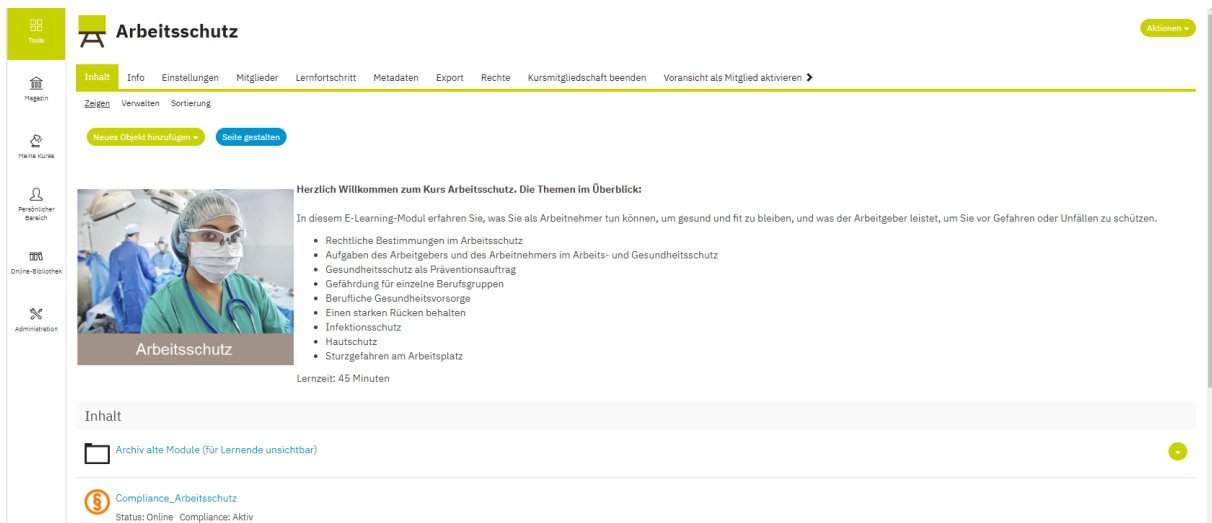 Tools
Magazin
Meine Kurse
Persönlicher
Bereich
Online-Bibliothek
Administration
Arbeitsschutz
Aktionen
Inhalt Info Einstellungen Mitglieder Lernfortschritt Metadaten Export Rechte Kursmitgliedschaft beenden Voransicht als Mitglied aktivieren
Zeigen Verwalten Sortierung
Neues Objekt hinzufügen Seite gestalten
Arbeitsschutz
Herzlich Willkommen zum Kurs Arbeitsschutz. Die Themen im Überblick:
In diesem E-Learning-Modul erfahren Sie, was Sie als Arbeitnehmer tun können, um gesund und fit zu bleiben, und was der Arbeitgeber leistet, um Sie vor Gefahren oder Unfällen zu schützen.
• Rechtliche Bestimmungen im Arbeitsschutz
• Aufgaben des Arbeitgebers und des Arbeitnehmers im Arbeits- und Gesundheitsschutz
• Gesundheitsschutz als Präventionsauftrag
• Gefährdung für einzelne Berufsgruppen
• Berufliche Gesundheitsvorsorge
• Einen starken Rücken behalten
• Infektionsschutz
• Hautschutz
• Sturzgefahren am Arbeitsplatz
Lernzeit: 45 Minuten
Inhalt
Archiv alte Module (für Lernende unsichtbar)
§
Compliance_Arbeitsschutz
Status: Online Compliance: Aktiv